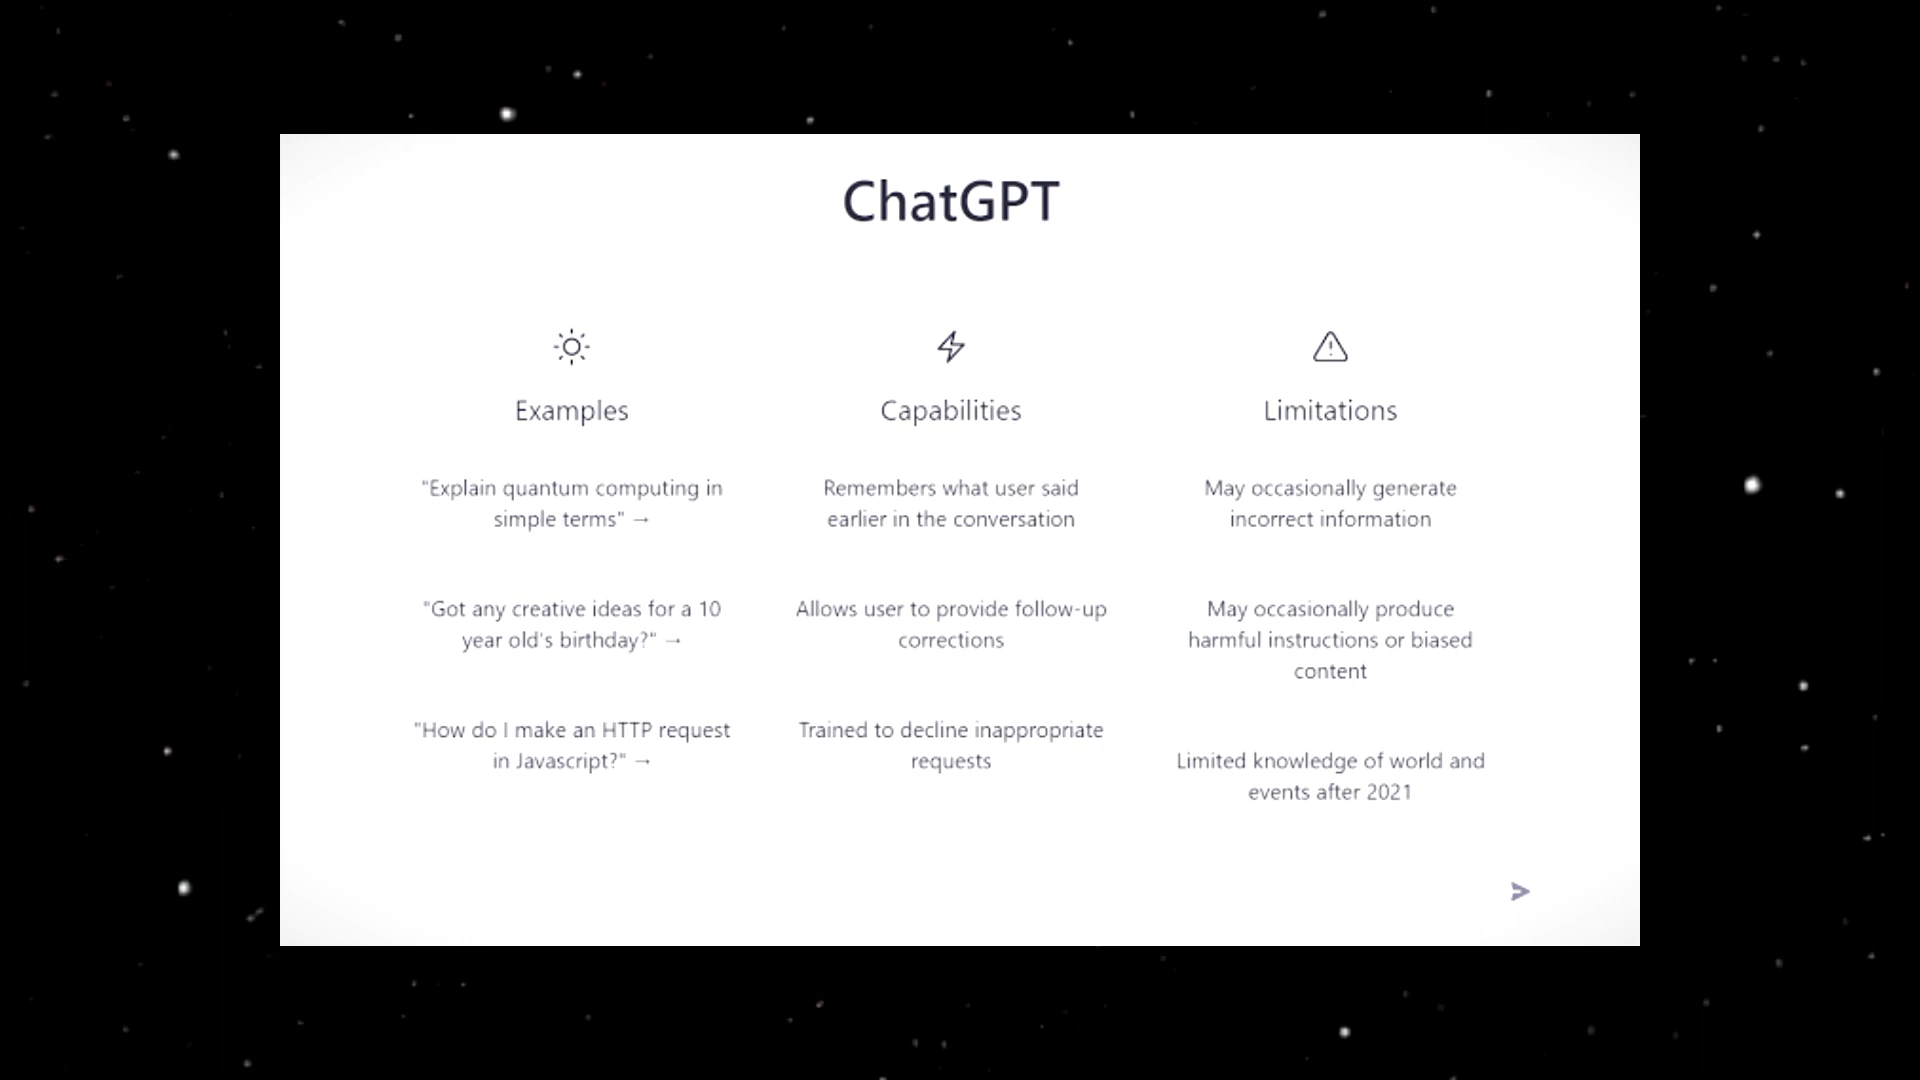 ChatGPT
Examples
"Explain quantum computing in
simple terms" →
"Got any creative ideas for a 10
year old's birthday?" →
"How do I make an HTTP request
in Javascript?" →
Capabilities
Remembers what user said
earlier in the conversation
Allows user to provide follow-up
corrections
Trained to decline inappropriate
requests
Limitations
May occasionally generate
incorrect information
May occasionally produce
harmful instructions or biased
content
Limited knowledge of world and
events after 2021